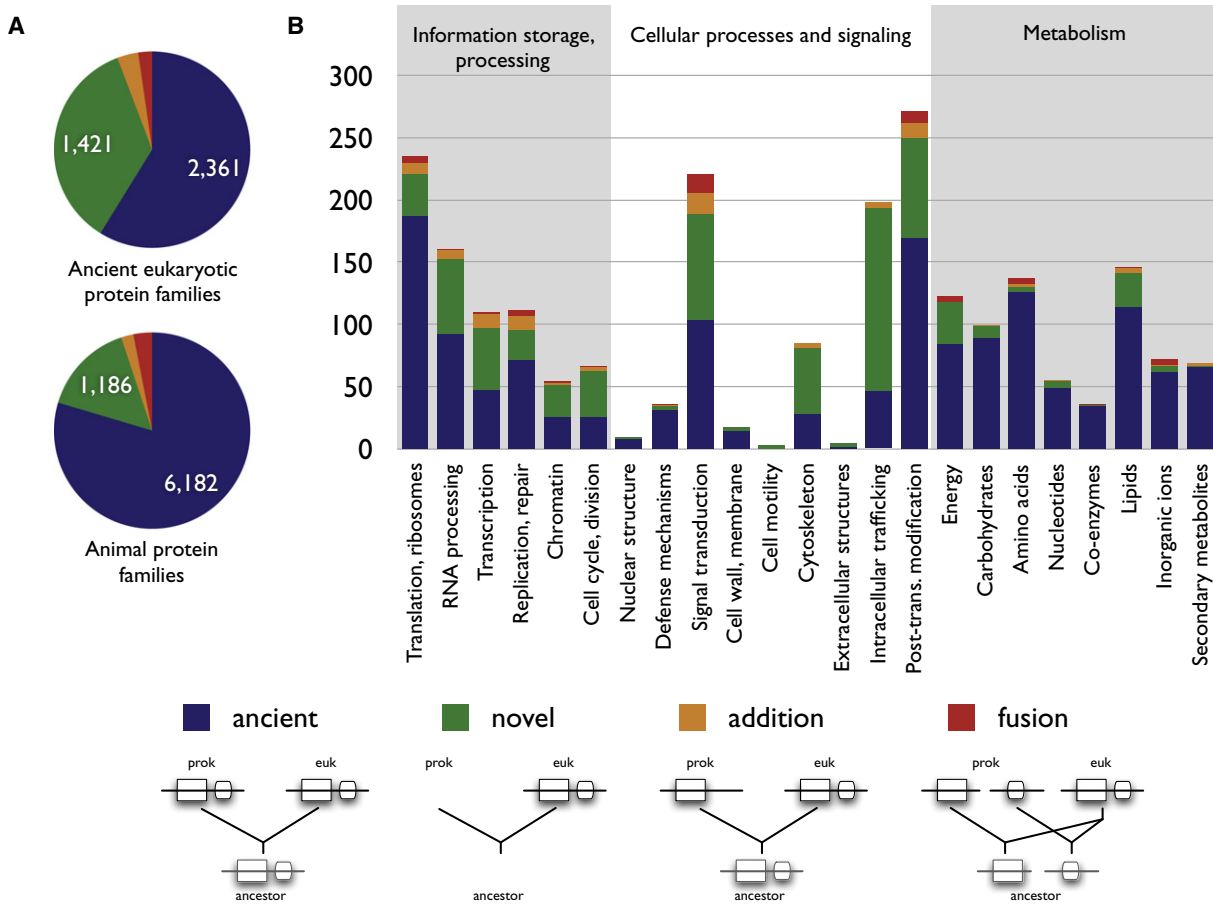 A
1,421
2,361
Ancient eukaryotic
protein families
1,186
6,182
Animal protein
families
B
Information storage,
processing
Cellular processes and signaling
Metabolism
300
250
200
150
100
50
0
Translation, ribosomes
RNA processing
Transcription
Replication, repair
Chromatin
Cell cycle, division
Nuclear structure
Defense mechanisms
Signal transduction
Cell wall, membrane
Cell motility
Cytoskeleton
Extracellular structures
Intracellular trafficking
Post-trans. modification
Energy
Carbohydrates
Amino acids
Nucleotides
Co-enzymes
Lipids
Inorganic ions
Secondary metabolites
ancient
novel
addition
fusion
prok
euk
ancestor
prok
euk
ancestor
prok
euk
ancestor
prok
euk
ancestor